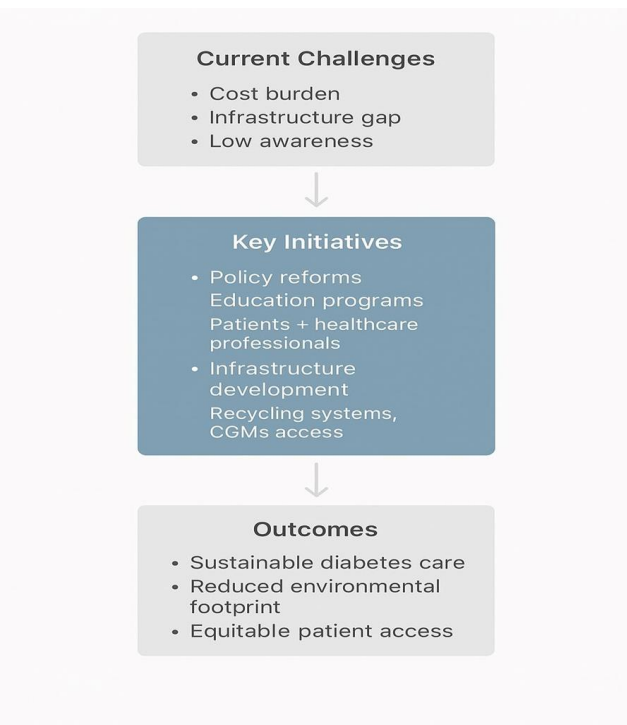 Current Challenges
• Cost burden
• Infrastructure gap
• Low awareness
Key Initiatives
• Policy reforms
Education programs
Patients + healthcare
professionals
• Infrastructure
development
Recycling systems,
CGMs access
Outcomes
• Sustainable diabetes care
• Reduced environmental
footprint
• Equitable patient access